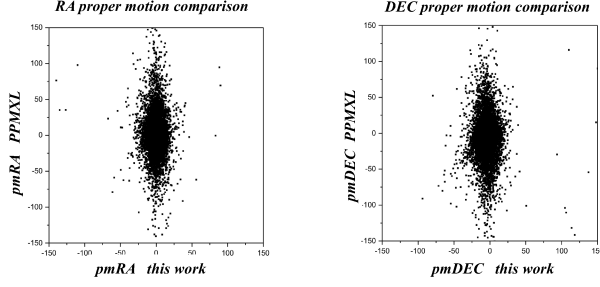 RA proper motion comparison
150
100
50
0
-50
-100
-150
-150 -100 -50 0 50 100 150
pmRA PPMXL
pmRA this work
DEC proper motion comparison
150
100
50
0
-50
-100
-150
-150 -100 -50 0 50 100 150
pmDEC PPMXL
pmDEC this work